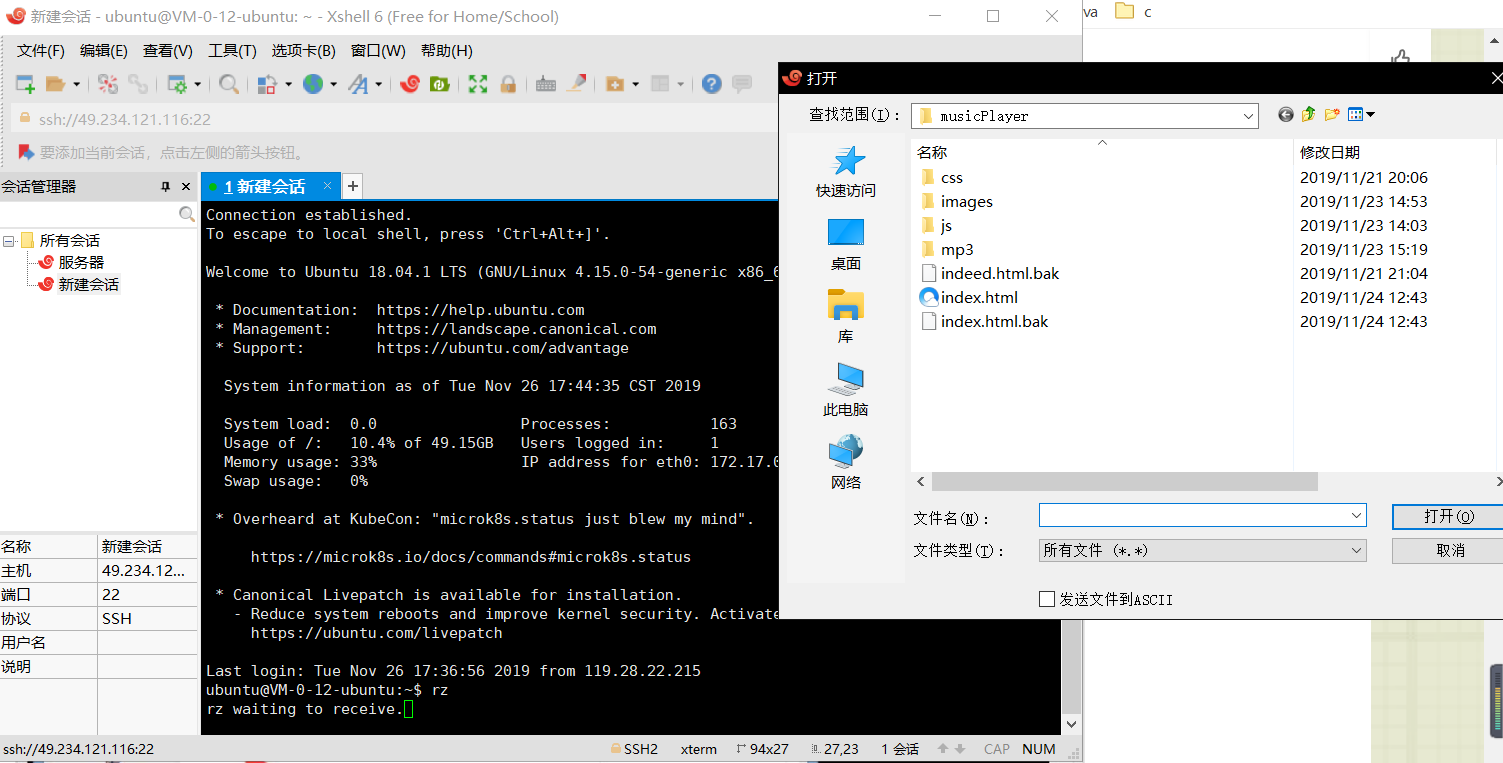 新建会话 - ubuntu@VM-0-12-ubuntu: ~ - Xshell 6 (Free for Home/School)
文件(F) 编辑(E) 查看(V) 工具(T) 选项卡(B) 窗口(W) 帮助(H)
ssh://49.234.121.116:22
要添加当前会话，点击左侧的箭头按钮。
会话管理器
所有会话
服务器
新建会话
名称 新建会话
主机 49.234.12...
端口 22
协议 SSH
用户名
说明
1 新建会话
Connection established.
To escape to local shell, press 'Ctrl+Alt+]'.
Welcome to Ubuntu 18.04.1 LTS (GNU/Linux 4.15.0-54-generic x86_6
* Documentation: https://help.ubuntu.com
* Management: https://landscape.canonical.com
* Support: https://ubuntu.com/advantage
System information as of Tue Nov 26 17:44:35 CST 2019
System load: 0.0 Processes: 163
Usage of /: 10.4% of 49.15GB Users logged in: 1
Memory usage: 33% IP address for eth0: 172.17.0
Swap usage: 0%
* Overheard at KubeCon: "microk8s.status just blew my mind".
https://microk8s.io/docs/commands#microk8s.status
* Canonical Livepatch is available for installation.
- Reduce system reboots and improve kernel security. Activate
https://ubuntu.com/livepatch
Last login: Tue Nov 26 17:36:56 2019 from 119.28.22.215
ubuntu@VM-0-12-ubuntu:~$ rz
rz waiting to receive.
ssh://49.234.121.116:22 SSH2 xterm 94x27 27,23 1 会话 CAP NUM
va c
打开
查找范围(I)： musicPlayer
快速访问
桌面
库
此电脑
网络
名称 修改日期
css 2019/11/21 20:06
images 2019/11/23 14:53
js 2019/11/23 14:03
mp3 2019/11/23 15:19
indeed.html.bak 2019/11/21 21:04
index.html 2019/11/24 12:43
index.html.bak 2019/11/24 12:43
文件名(N)： 打开(O)
文件类型(T)： 所有文件 (*.*) 取消
发送文件到ASCII